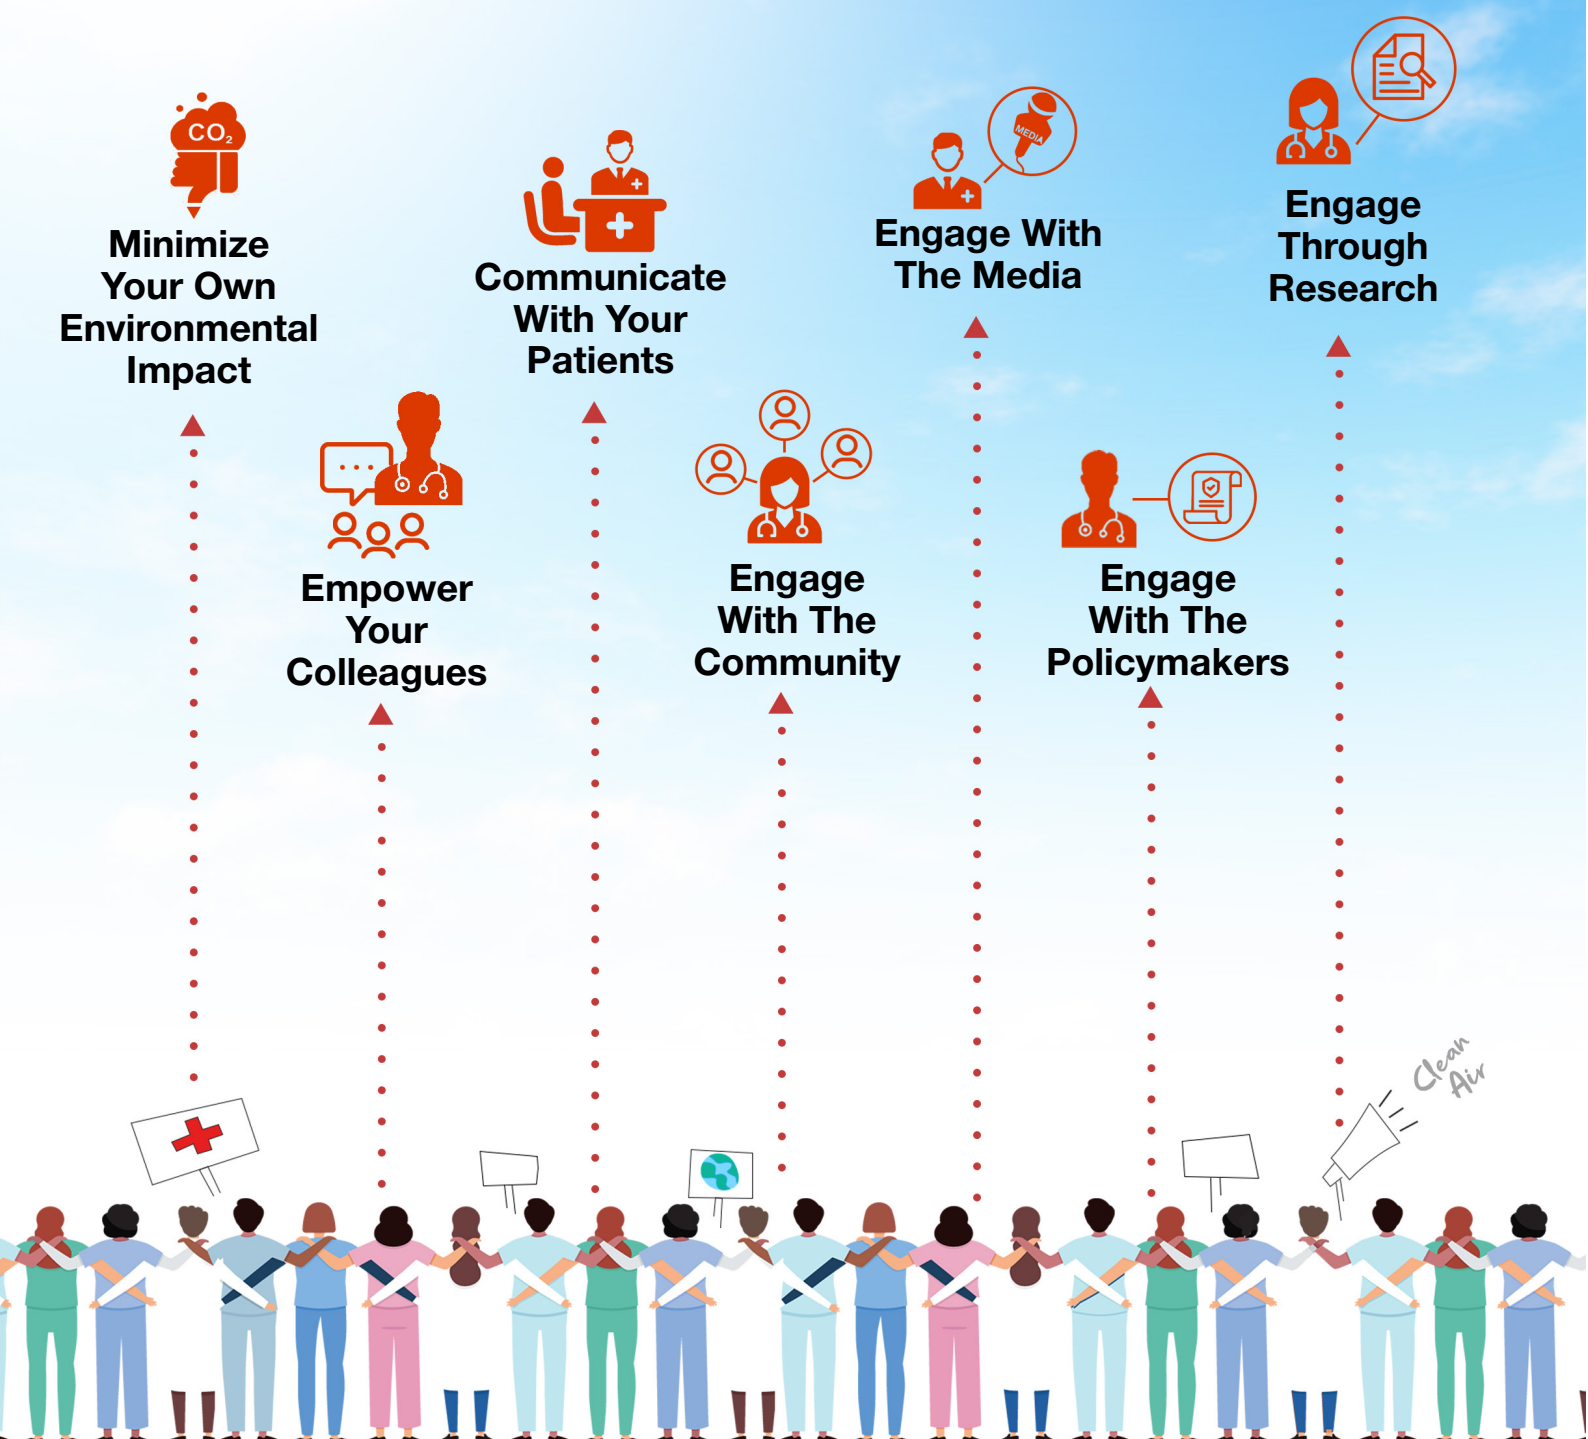 CO₂
Minimize
Your Own
Environmental
Impact
Empower
Your
Colleagues
Communicate
With Your
Patients
Engage
With The
Community
MEDIA
Engage With
The Media
Engage
With The
Policymakers
Engage
Through
Research
Clean
Air